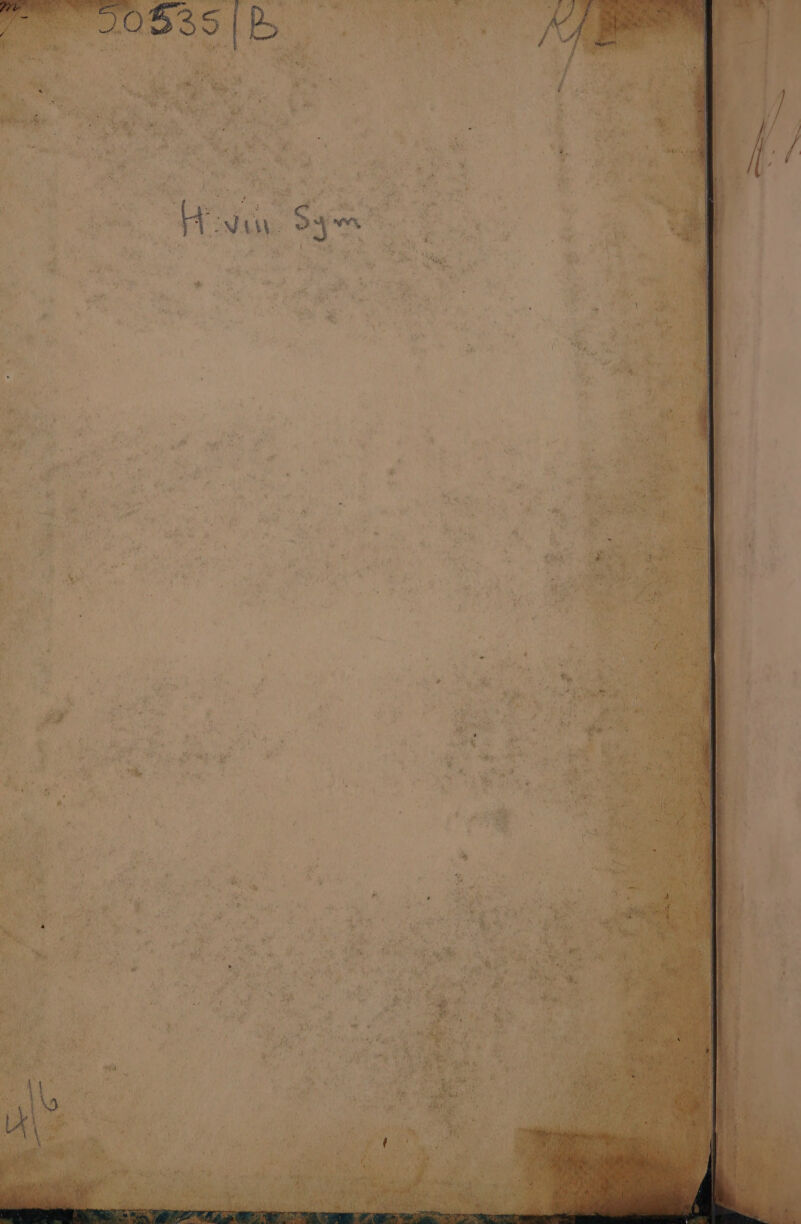 50535/B
R/-
H. viii. Sym
4/6